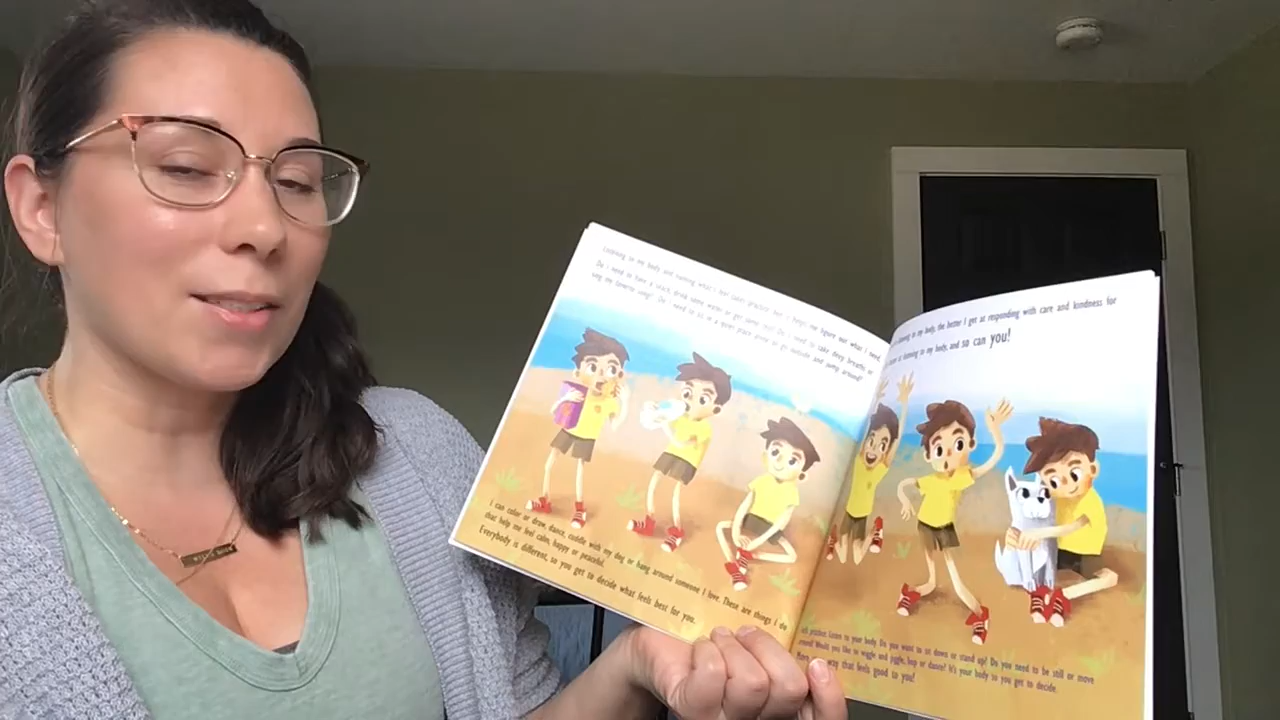 Listening to my body and naming what I feel takes practice, but it helps me figure out what I need.
Do I need to have a snack, drink some water or get some rest? Do I need to take deep breaths or
sing my favorite song? Do I need to sit in a quiet place alone or go outside and jump around?
I can color or draw, dance, cuddle with my dog or hang around someone I love. These are things I do
that help me feel calm, happy or peaceful.
Everybody is different, so you get to decide what feels best for you.
listening to my body, the better I get at responding with care and kindness for
listening to my body, and so can you!
practice. Listen to your body. Do you want to sit down or stand up? Do you need to be still or move
around? Would you like to wiggle and jiggle, hop or dance? It's your body so you get to decide.
way that feels good to you!